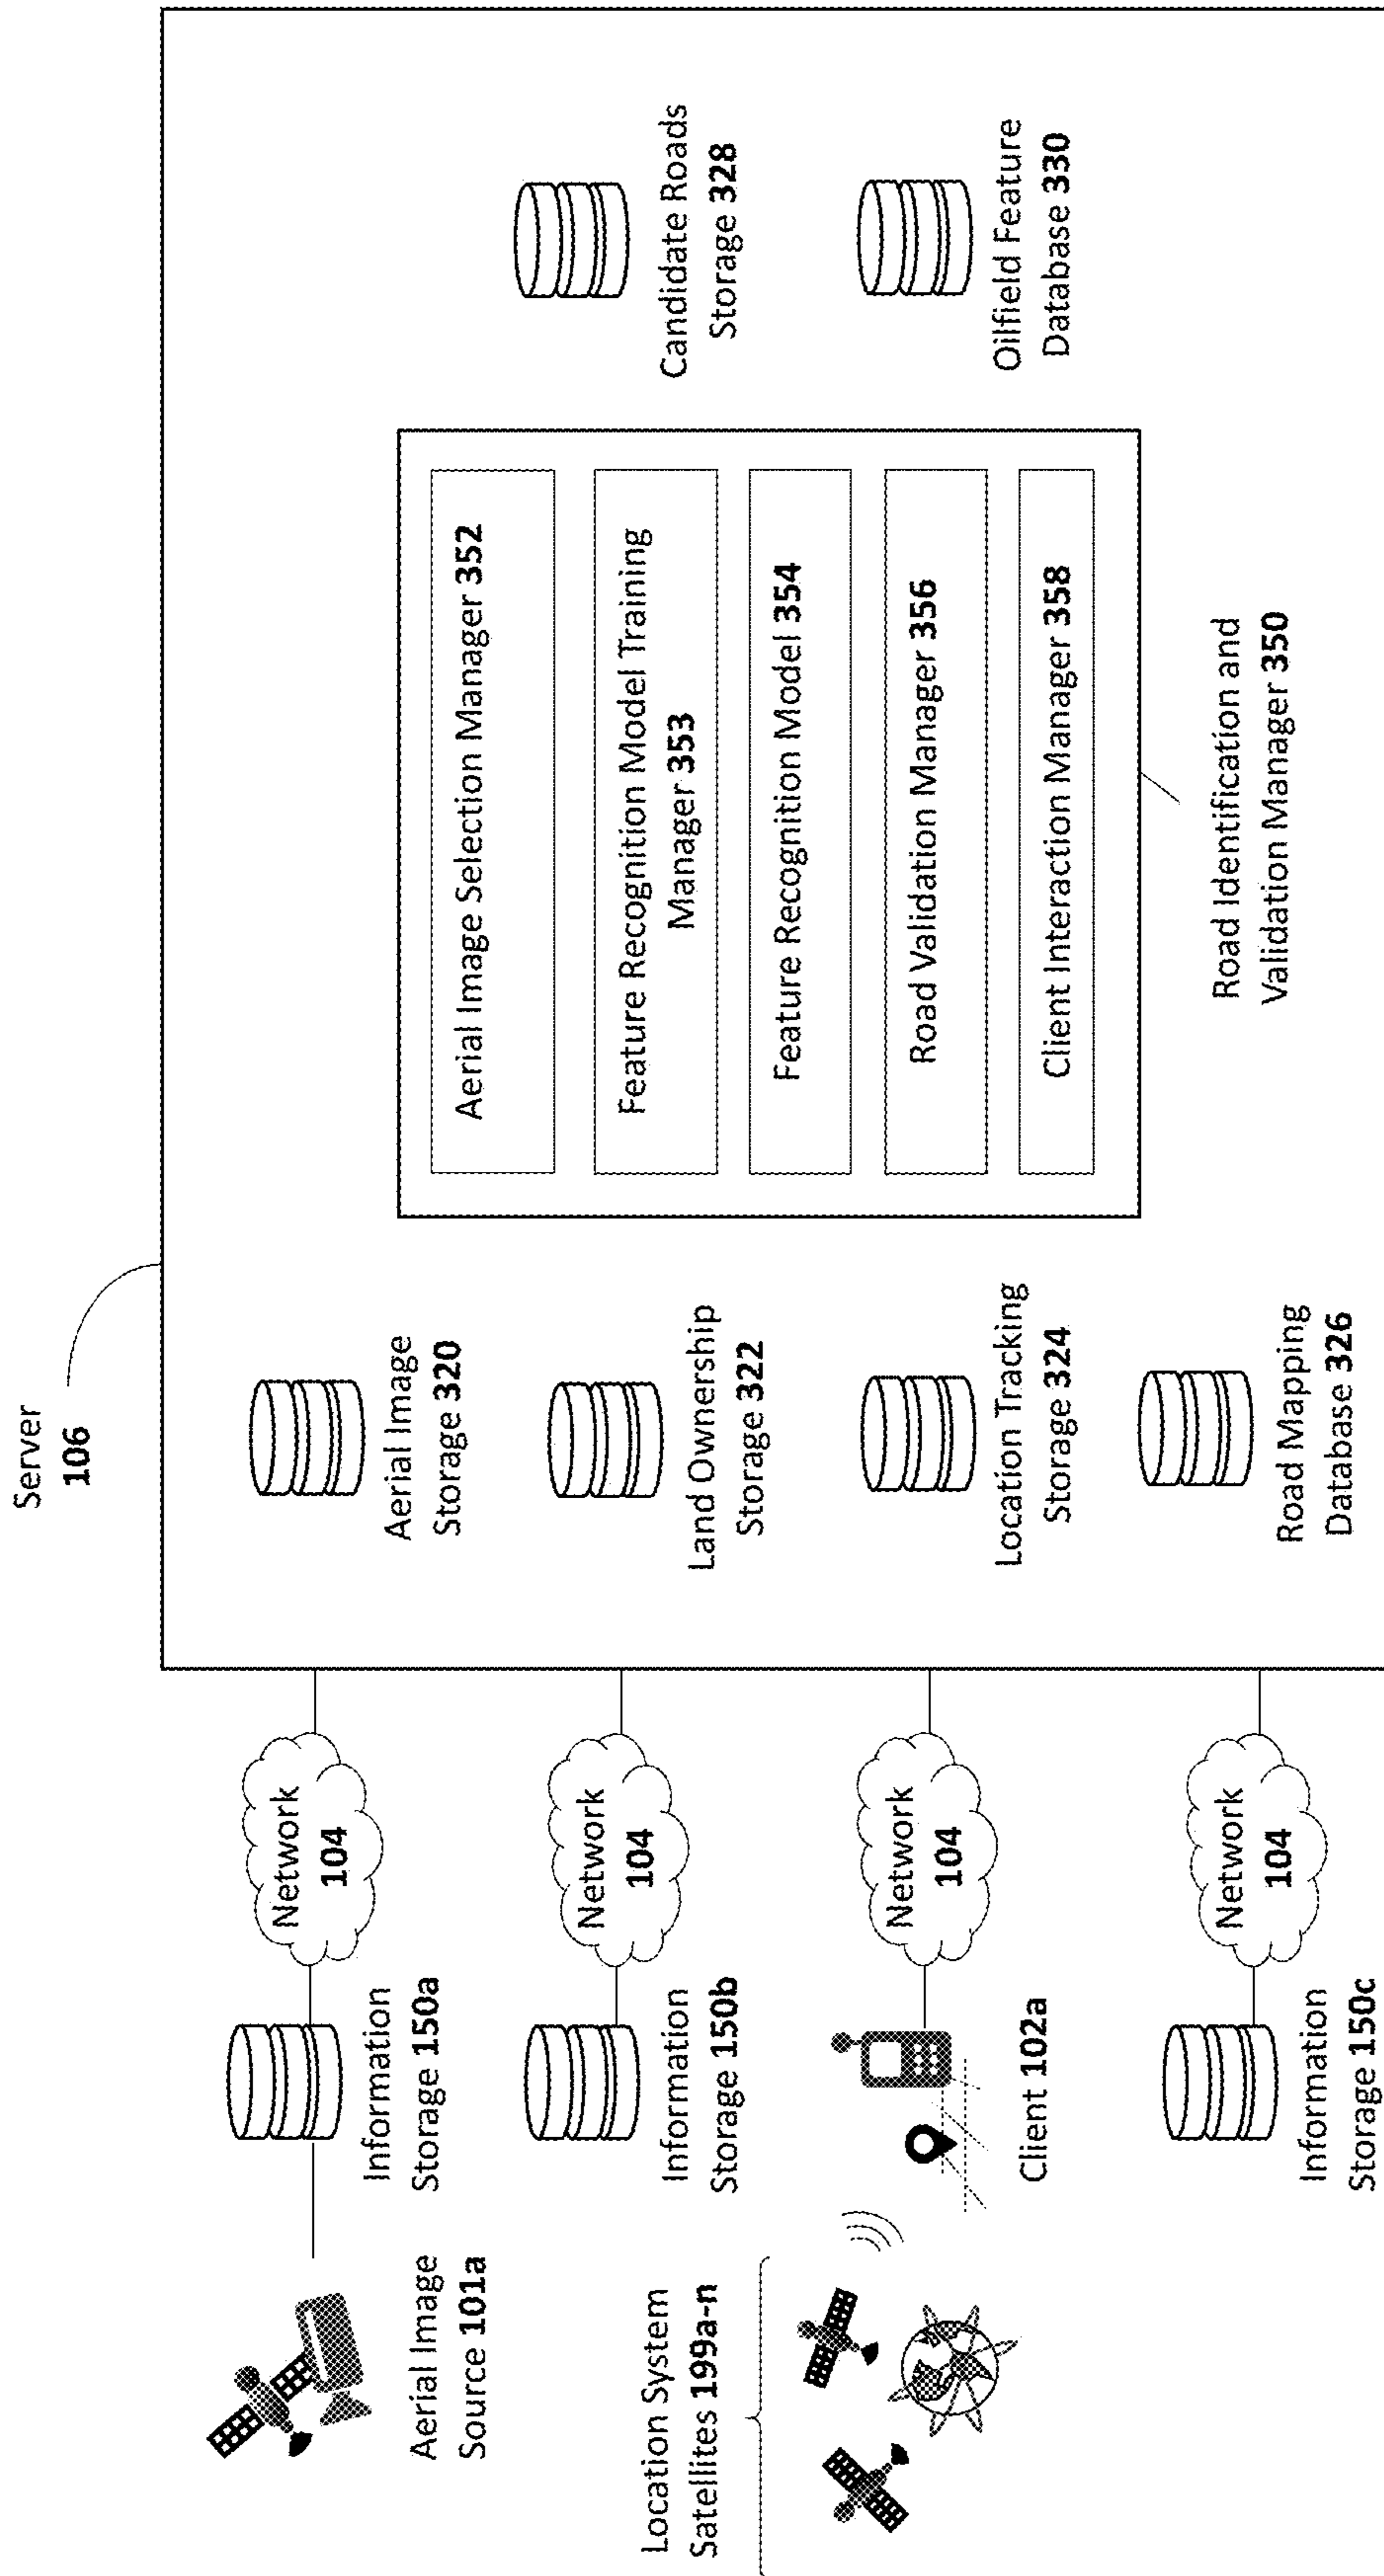 Server
106
Aerial Image
Source 101a
Information
Storage 150a
Network
104
Aerial Image
Storage 320
Information
Storage 150b
Network
104
Land Ownership
Storage 322
Location System
Satellites 199a-n
Client 102a
Network
104
Location Tracking
Storage 324
Information
Storage 150c
Network
104
Road Mapping
Database 326
Aerial Image Selection Manager 352
Feature Recognition Model Training
Manager 353
Feature Recognition Model 354
Road Validation Manager 356
Client Interaction Manager 358
Road Identification and
Validation Manager 350
Candidate Roads
Storage 328
Oilfield Feature
Database 330